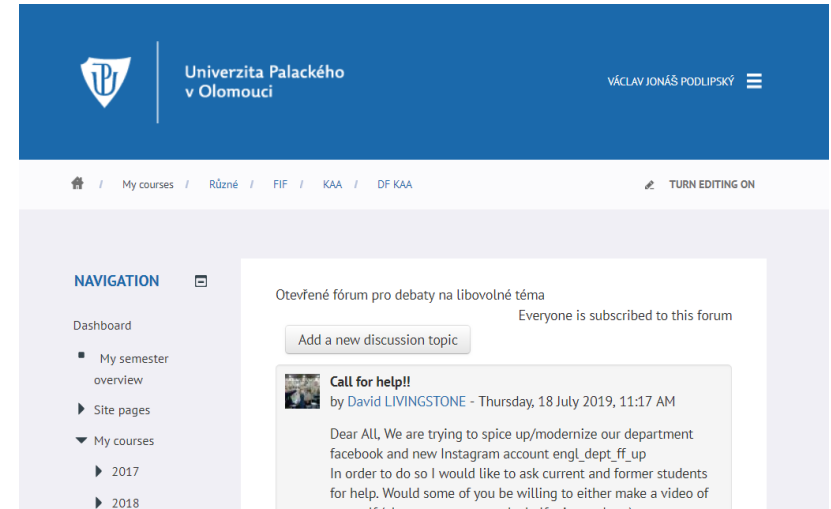 Univerzita Palackého
v Olomouci
VÁCLAV JONÁŠ PODLIPSKÝ
/ My courses / Různé / FIF / KAA / DF KAA
TURN EDITING ON
NAVIGATION
Dashboard
My semester
overview
Site pages
My courses
2017
2018
Otevřené fórum pro debaty na libovolné téma
Everyone is subscribed to this forum
Add a new discussion topic
Call for help!!
by David LIVINGSTONE - Thursday, 18 July 2019, 11:17 AM
Dear All, We are trying to spice up/modernize our department
facebook and new Instagram account engl_dept_ff_up
In order to do so I would like to ask current and former students
for help. Would some of you be willing to either make a video of